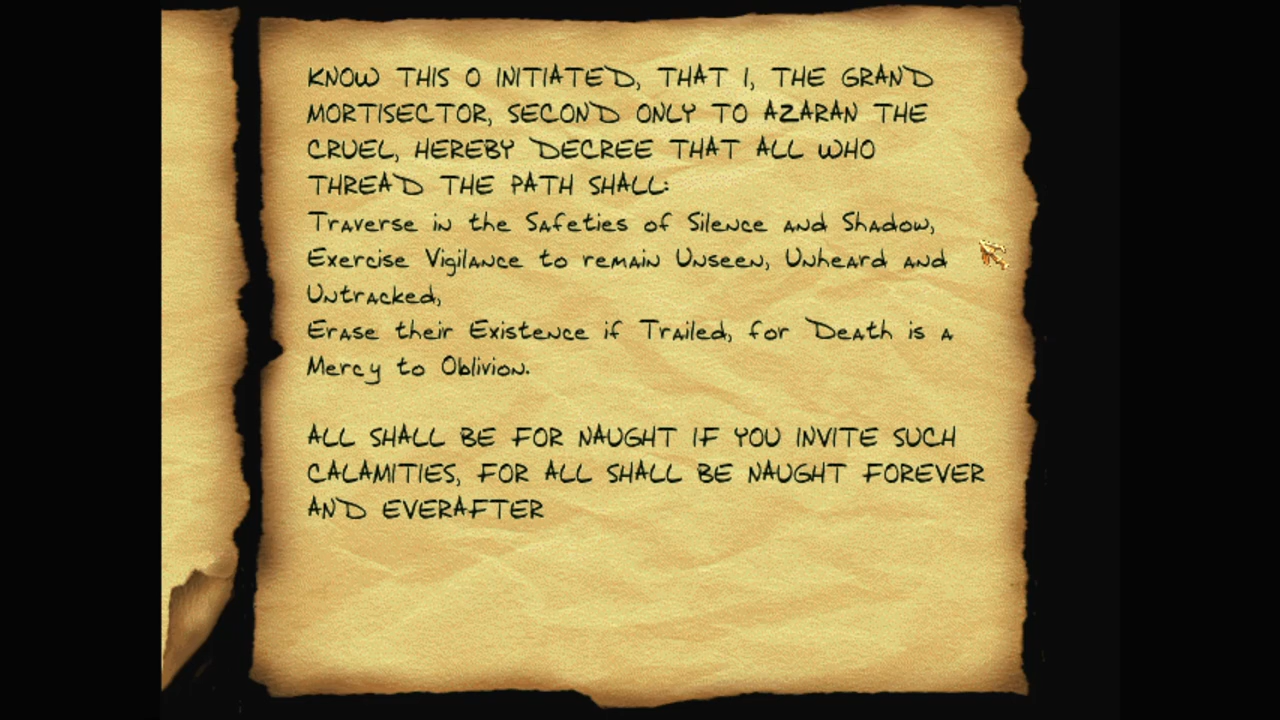 KNOW THIS O INITIATED, THAT I, THE GRAND
MORTISECTOR, SECOND ONLY TO AZARAN THE
CRUEL, HEREBY DECREE THAT ALL WHO
THREAD THE PATH SHALL:
Traverse in the Safeties of Silence and Shadow,
Exercise Vigilance to remain Unseen, Unheard and
Untracked,
Erase their Existence if Trailed, for Death is a
Mercy to Oblivion.
ALL SHALL BE FOR NAUGHT IF YOU INVITE SUCH
CALAMITIES, FOR ALL SHALL BE NAUGHT FOREVER
AND EVERAFTER